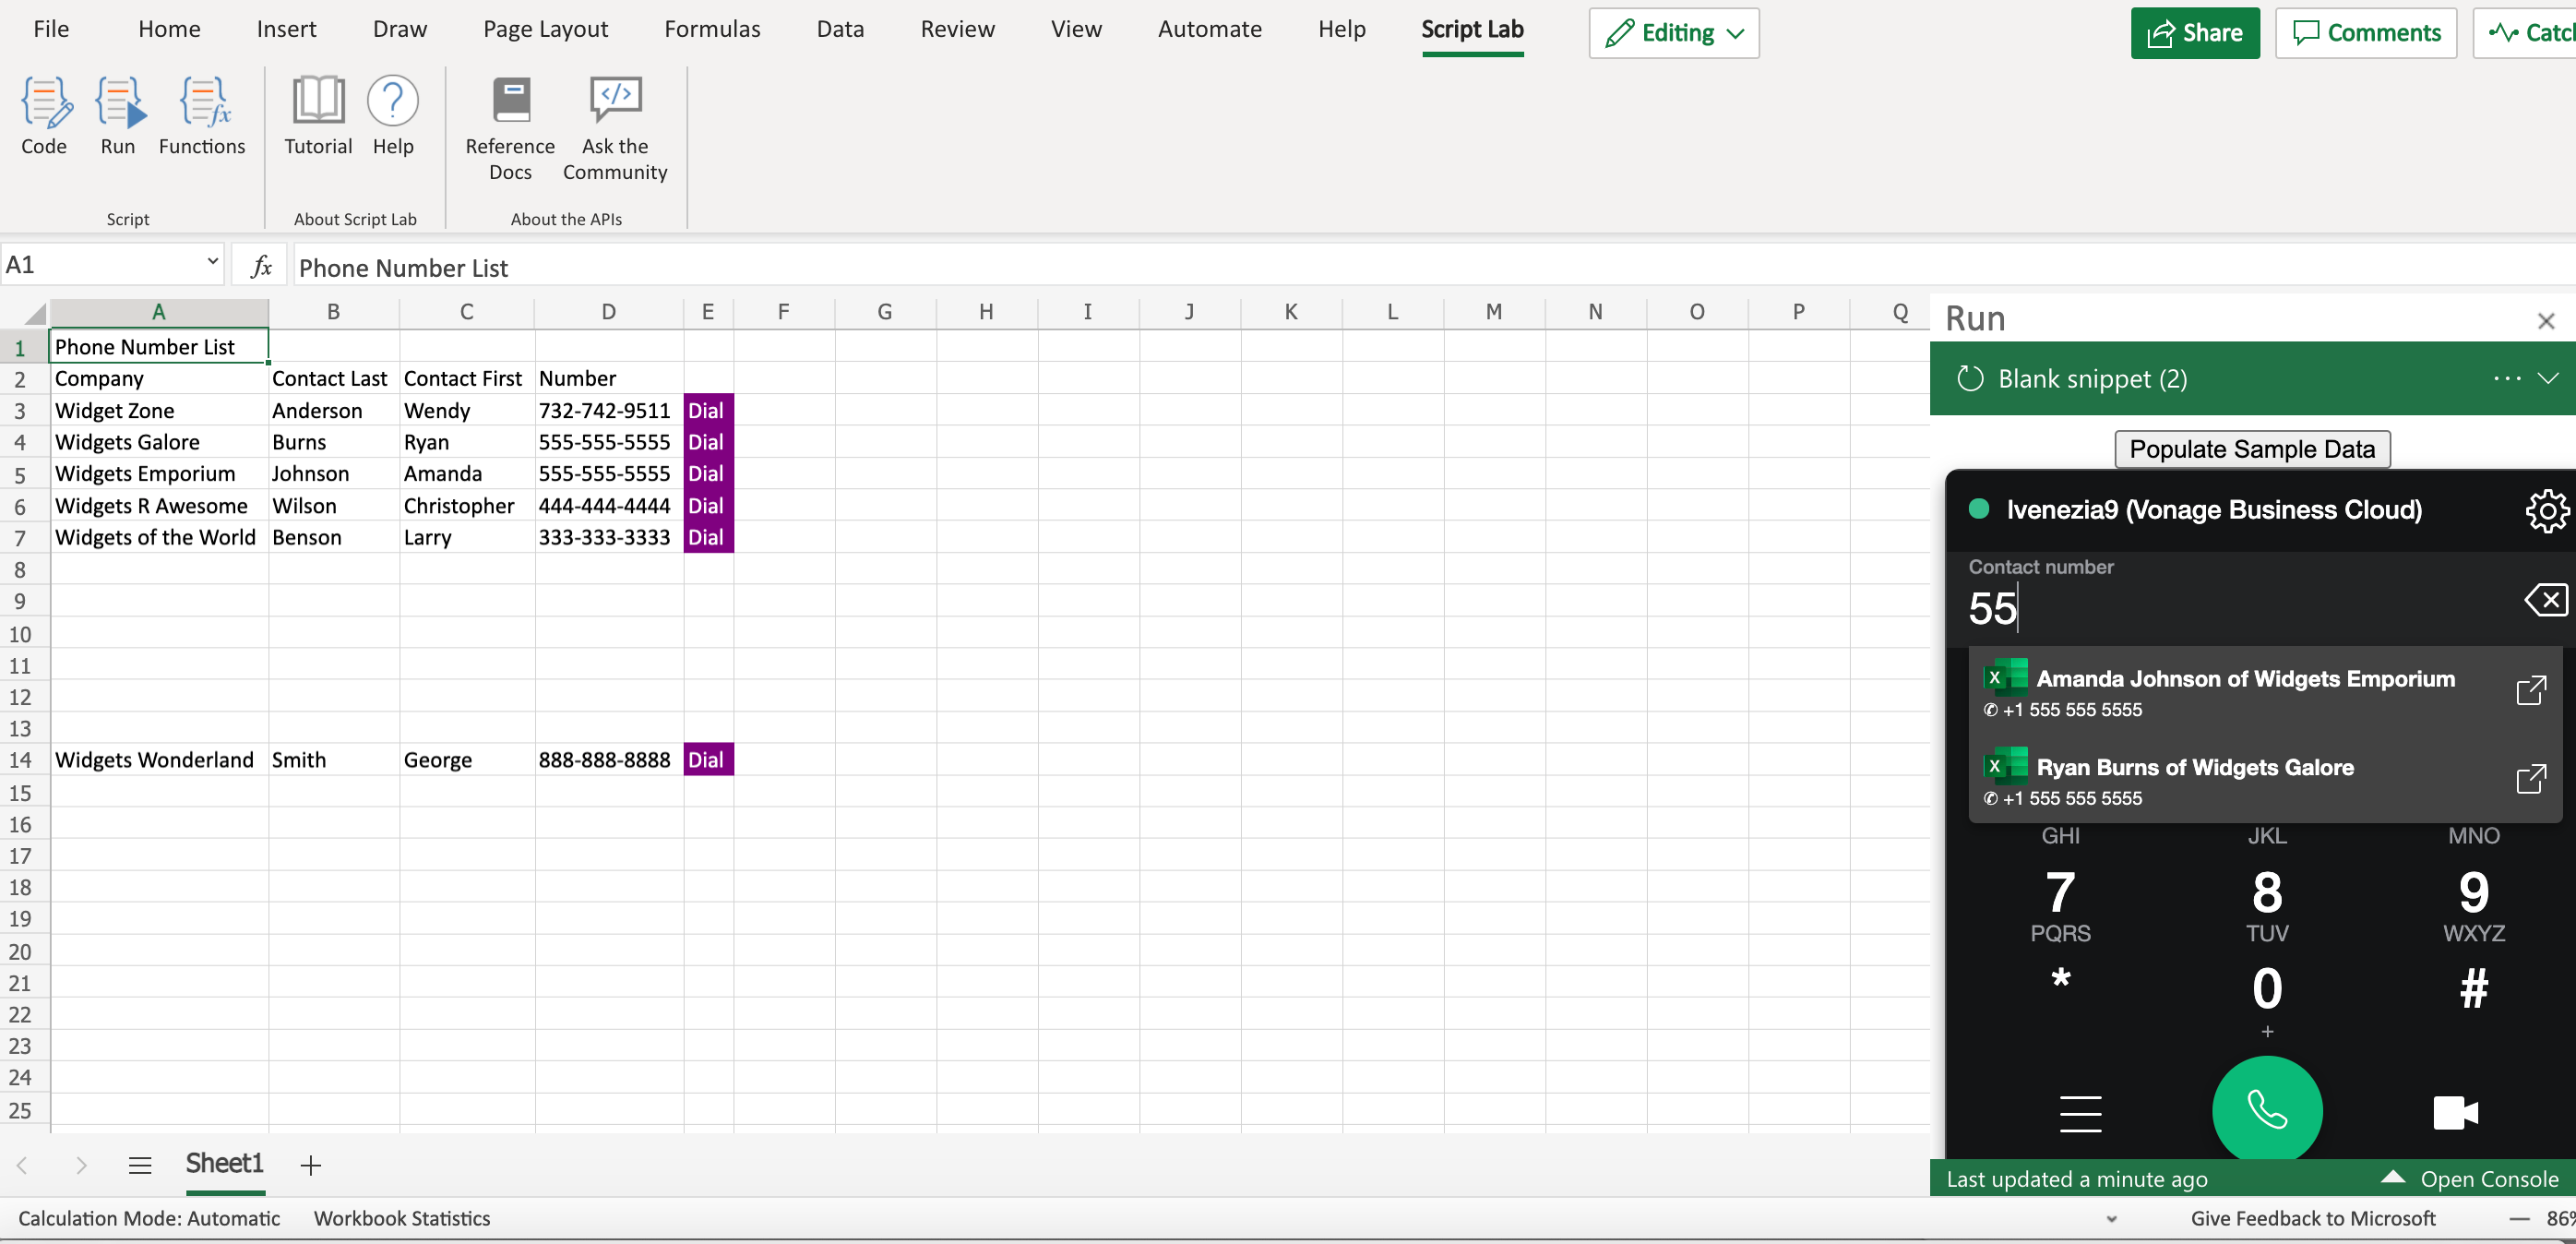 File Home Insert Draw Page Layout Formulas Data Review View Automate Help Script Lab Editing Share Comments
Code Run Functions Tutorial Help Reference Docs Ask the Community
Script About Script Lab About the APIs
A1 fx Phone Number List
A B C D E F G H I J K L M N O P Q
1 Phone Number List
2 Company Contact Last Contact First Number
3 Widget Zone Anderson Wendy 732-742-9511 Dial
4 Widgets Galore Burns Ryan 555-555-5555 Dial
5 Widgets Emporium Johnson Amanda 555-555-5555 Dial
6 Widgets R Awesome Wilson Christopher 444-444-4444 Dial
7 Widgets of the World Benson Larry 333-333-3333 Dial
8
9
10
11
12
13
14 Widgets Wonderland Smith George 888-888-8888 Dial
15
16
17
18
19
20
21
22
23
24
25
Sheet1
Calculation Mode: Automatic Workbook Statistics
Run
Blank snippet (2)
Populate Sample Data
lvenezia9 (Vonage Business Cloud)
Contact number
55
Amanda Johnson of Widgets Emporium
+1 555 555 5555
Ryan Burns of Widgets Galore
+1 555 555 5555
GHI JKL MNO
7 8 9
PQRS TUV WXYZ
* 0 #
+
Last updated a minute ago Open Console
Give Feedback to Microsoft 86%